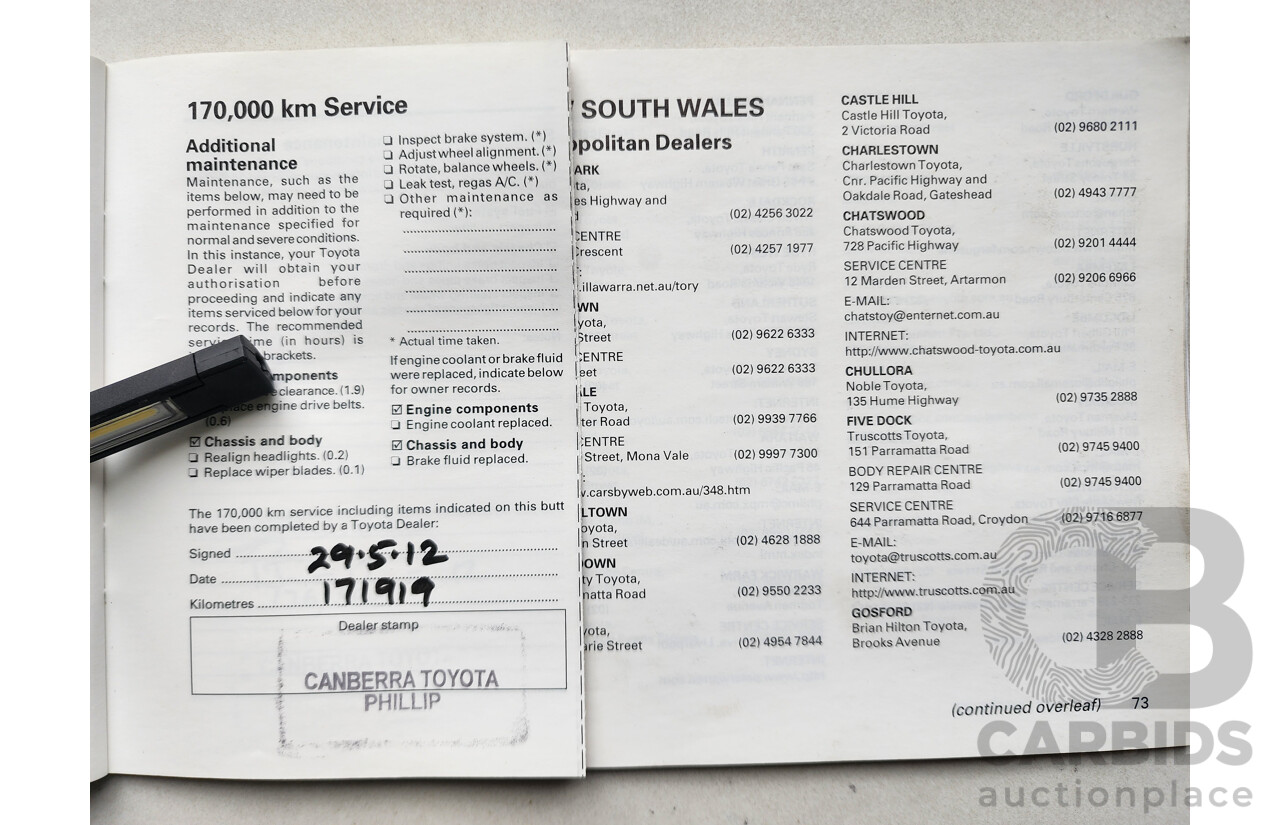 170,000 km Service
Additional
maintenance
Maintenance, such as the
items below, may need to be
performed in addition to the
maintenance specified for
normal and severe conditions.
In this instance, your Toyota
Dealer will obtain your
authorisation before
proceeding and indicate any
items serviced below for your
records. The recommended
time (in hours) is
brackets.
clearance. (1.9)
engine drive belts.
(0.6)
☑ Chassis and body
❏ Realign headlights. (0.2)
❏ Replace wiper blades. (0.1)
❏ Inspect brake system. (*)
❏ Adjust wheel alignment. (*)
❏ Rotate, balance wheels. (*)
❏ Leak test, regas A/C. (*)
❏ Other maintenance as
required (*):
* Actual time taken.
If engine coolant or brake fluid
were replaced, indicate below
for owner records.
☑ Engine components
❏ Engine coolant replaced.
☑ Chassis and body
❏ Brake fluid replaced.
The 170,000 km service including items indicated on this butt
have been completed by a Toyota Dealer:
Signed
29.5.12
Date
171919
Kilometres
Dealer stamp
CANBERRA TOYOTA
PHILLIP
SOUTH WALES
politan Dealers
ARK
ta,
es Highway and
(02) 4256 3022
CENTRE
Crescent (02) 4257 1977
.illawarra.net.au/tory
WN
yota,
Street (02) 9622 6333
CENTRE
eet (02) 9622 6333
ALE
Toyota,
ter Road (02) 9939 7766
CENTRE
Street, Mona Vale (02) 9997 7300
w.carsbyweb.com.au/348.htm
LTOWN
oyota,
n Street (02) 4628 1888
OWN
ty Toyota,
matta Road (02) 9550 2233
yota,
arie Street (02) 4954 7844
CASTLE HILL
Castle Hill Toyota,
2 Victoria Road (02) 9680 2111
CHARLESTOWN
Charlestown Toyota,
Cnr. Pacific Highway and
Oakdale Road, Gateshead (02) 4943 7777
CHATSWOOD
Chatswood Toyota,
728 Pacific Highway (02) 9201 4444
SERVICE CENTRE
12 Marden Street, Artarmon (02) 9206 6966
E-MAIL:
chatstoy@enternet.com.au
INTERNET:
http://www.chatswood-toyota.com.au
CHULLORA
Noble Toyota,
135 Hume Highway (02) 9735 2888
FIVE DOCK
Truscotts Toyota,
151 Parramatta Road (02) 9745 9400
BODY REPAIR CENTRE
129 Parramatta Road (02) 9745 9400
SERVICE CENTRE
644 Parramatta Road, Croydon (02) 9716 6877
E-MAIL:
toyota@truscotts.com.au
INTERNET:
http://www.truscotts.com.au
GOSFORD
Brian Hilton Toyota,
Brooks Avenue (02) 4328 2888
(continued overleaf) 73
CB
CARBIDS
auctionplace